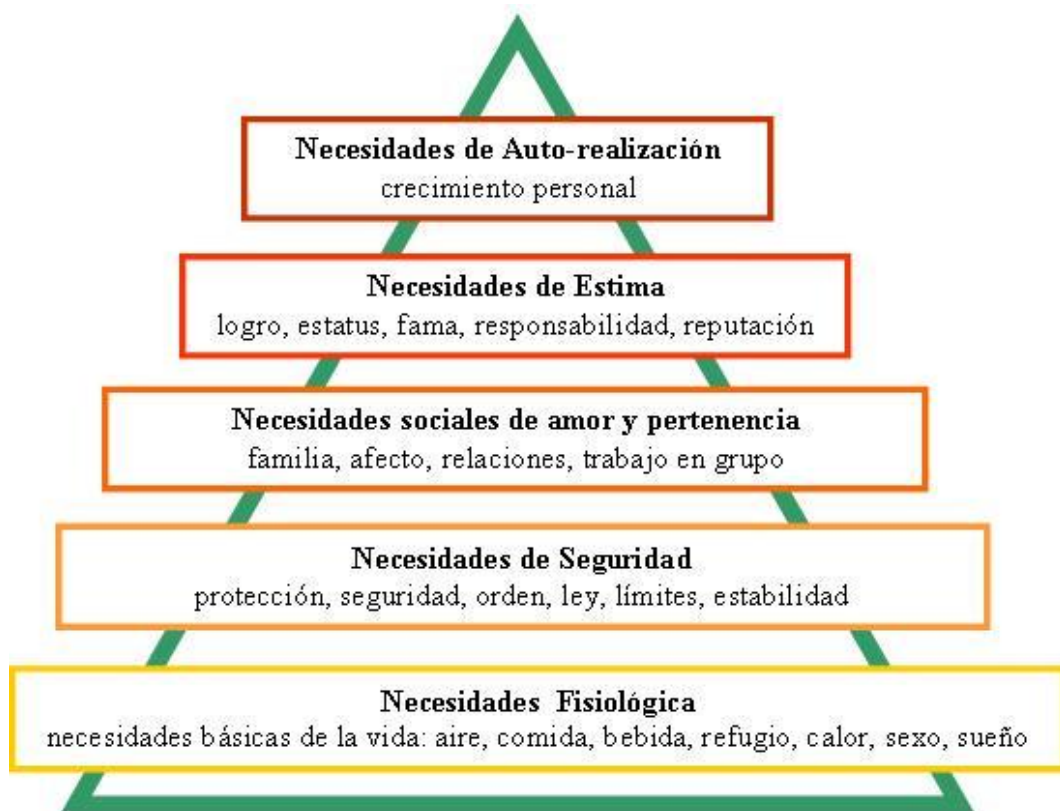 Necesidades de Auto-realización
crecimiento personal
Necesidades de Estima
logro, estatus, fama, responsabilidad, reputación
Necesidades sociales de amor y pertenencia
familia, afecto, relaciones, trabajo en grupo
Necesidades de Seguridad
protección, seguridad, orden, ley, límites, estabilidad
Necesidades Fisiológica
necesidades básicas de la vida: aire, comida, bebida, refugio, calor, sexo, sueño